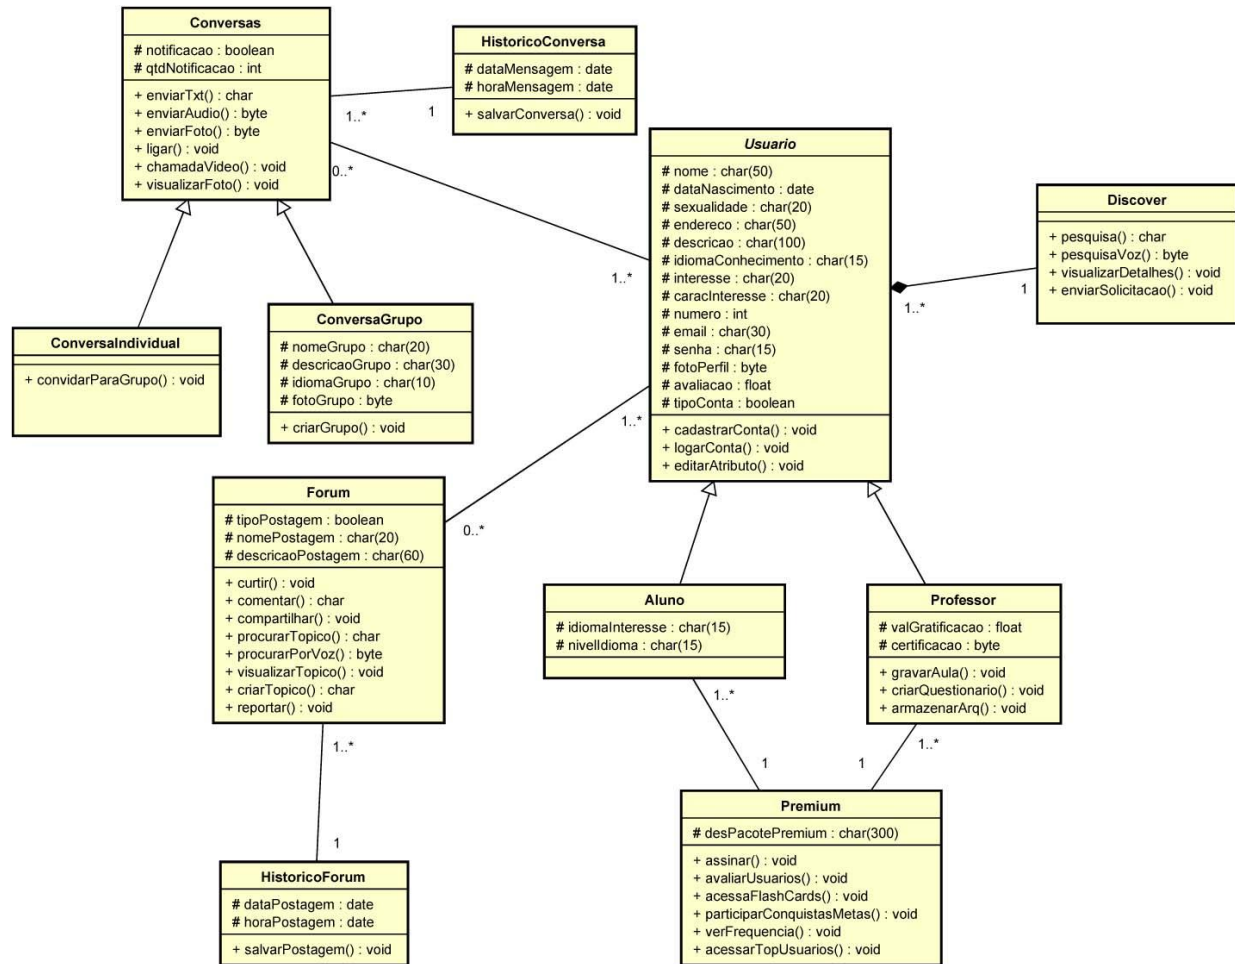 Conversas
# notificacao : boolean
# qtdNotificacao : int
+ enviarTxt() : char
+ enviarAudio() : byte
+ enviarFoto() : byte
+ ligar() : void
+ chamadaVideo() : void
+ visualizarFoto() : void
1..*
1
0..*
1..*
HistoricoConversa
# dataMensagem : date
# horaMensagem : date
+ salvarConversa() : void
Usuario
# nome : char(50)
# dataNascimento : date
# sexualidade : char(20)
# endereco : char(50)
# descricao : char(100)
# idiomaConhecimento : char(15)
# interesse : char(20)
# caracInteresse : char(20)
# numero : int
# email : char(30)
# senha : char(15)
# fotoPerfil : byte
# avaliacao : float
# tipoConta : boolean
+ cadastrarConta() : void
+ logarConta() : void
+ editarAtributo() : void
1..*
1
Discover
+ pesquisa() : char
+ pesquisaVoz() : byte
+ visualizarDetalhes() : void
+ enviarSolicitacao() : void
ConversaIndividual
+ convidarParaGrupo() : void
ConversaGrupo
# nomeGrupo : char(20)
# descricaoGrupo : char(30)
# idiomaGrupo : char(10)
# fotoGrupo : byte
+ criarGrupo() : void
1..*
0..*
Forum
# tipoPostagem : boolean
# nomePostagem : char(20)
# descricaoPostagem : char(60)
+ curtir() : void
+ comentar() : char
+ compartilhar() : void
+ procurarTopico() : char
+ procurarPorVoz() : byte
+ visualizarTopico() : void
+ criarTopico() : char
+ reportar() : void
1..*
1
Aluno
# idiomaInteresse : char(15)
# nivelIdioma : char(15)
1..*
1
Professor
# valGratificacao : float
# certificacao : byte
+ gravarAula() : void
+ criarQuestionario() : void
+ armazenarArq() : void
1..*
1
HistoricoForum
# dataPostagem : date
# horaPostagem : date
+ salvarPostagem() : void
Premium
# desPacotePremium : char(300)
+ assinar() : void
+ avaliarUsuarios() : void
+ acessaFlashCards() : void
+ participarConquistasMetas() : void
+ verFrequencia() : void
+ acessarTopUsuarios() : void